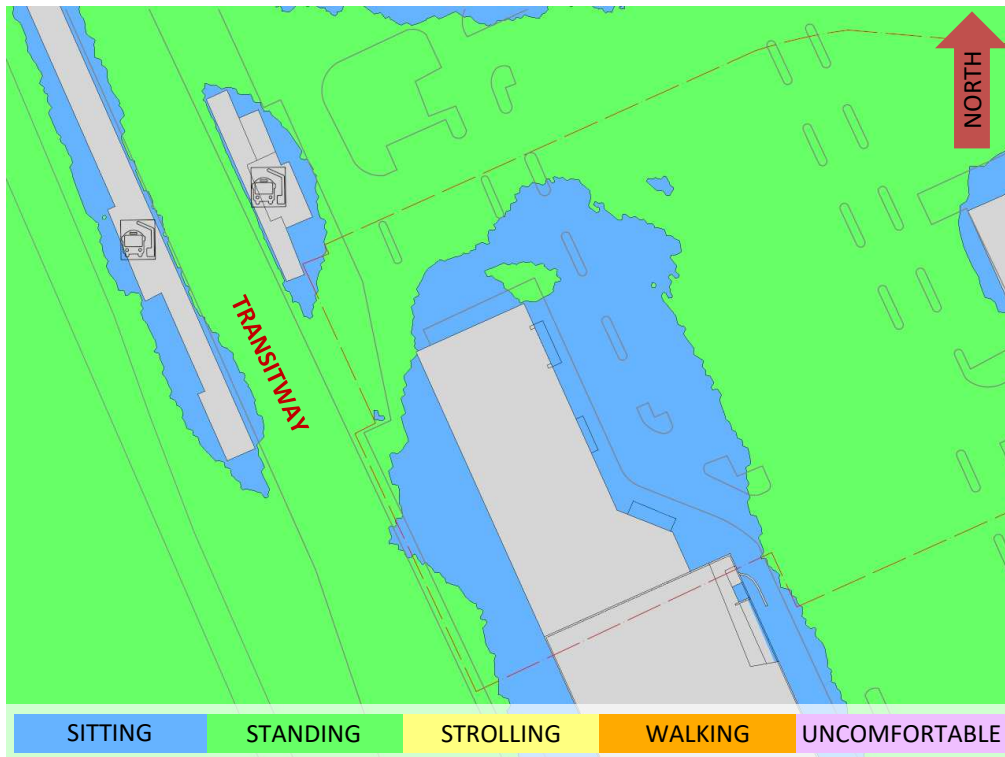 NORTH
TRANSITWAY
SITTING
STANDING
STROLLING
WALKING
UNCOMFORTABLE